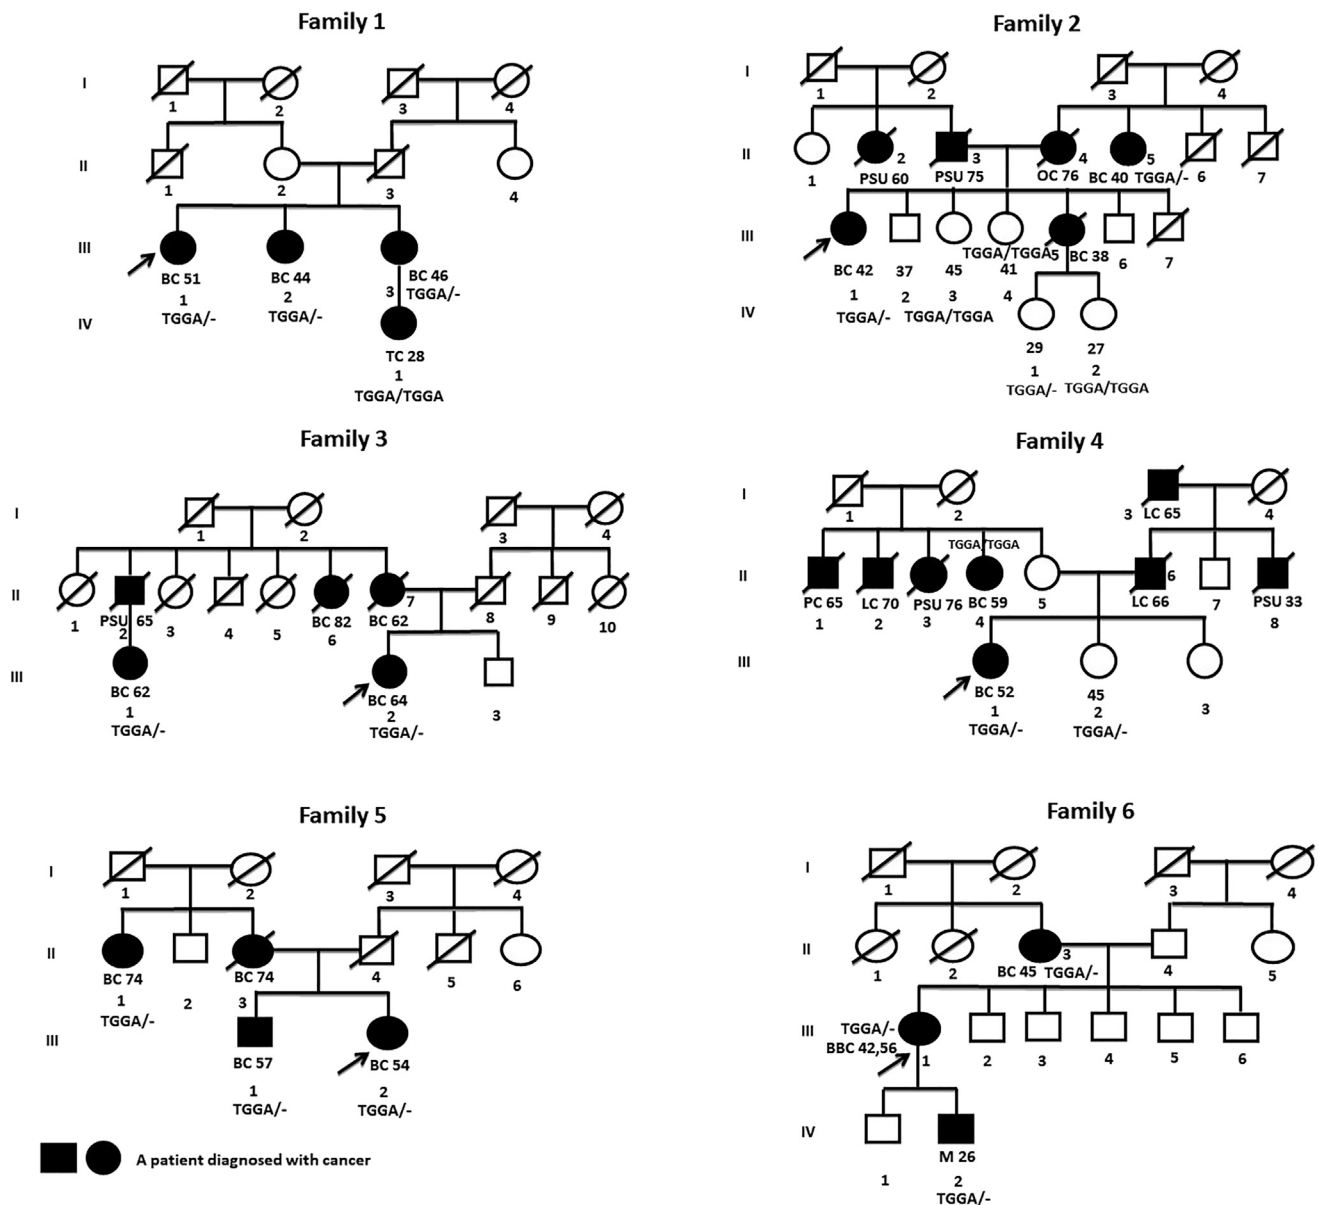 Family 1
I
1
2
3
4
II
1
2
3
4
III
BC 51
BC 44
BC 46
1
2
3
TGGA/-
TGGA/-
TGGA/-
IV
TC 28
1
TGGA/TGGA
Family 2
I
1
2
3
4
II
1
2
3
4
5
6
7
PSU 60
PSU 75
OC 76
BC 40
TGGA/-
III
TGGA/TGGA
5
BC 38
6
7
BC 42
37
45
41
1
2
3
4
TGGA/-
TGGA/TGGA
IV
29
27
1
2
TGGA/-
TGGA/TGGA
Family 3
I
1
2
3
4
II
1
PSU 65
2
3
4
5
BC 82
6
7
BC 62
8
9
10
III
BC 62
1
TGGA/-
BC 64
2
TGGA/-
3
Family 4
I
1
2
3
LC 65
4
TGGA/TGGA
II
PC 65
LC 70
PSU 76
BC 59
5
6
LC 66
7
PSU 33
1
2
3
4
8
III
BC 52
45
1
2
3
TGGA/-
TGGA/-
Family 5
I
1
2
3
4
II
BC 74
BC 74
1
2
3
4
5
6
TGGA/-
III
BC 57
BC 54
1
2
TGGA/-
TGGA/-
A patient diagnosed with cancer
Family 6
I
1
2
3
4
II
1
2
BC 45
3
TGGA/-
4
5
III
TGGA/-
BBC 42,56
1
2
3
4
5
6
IV
M 26
1
2
TGGA/-